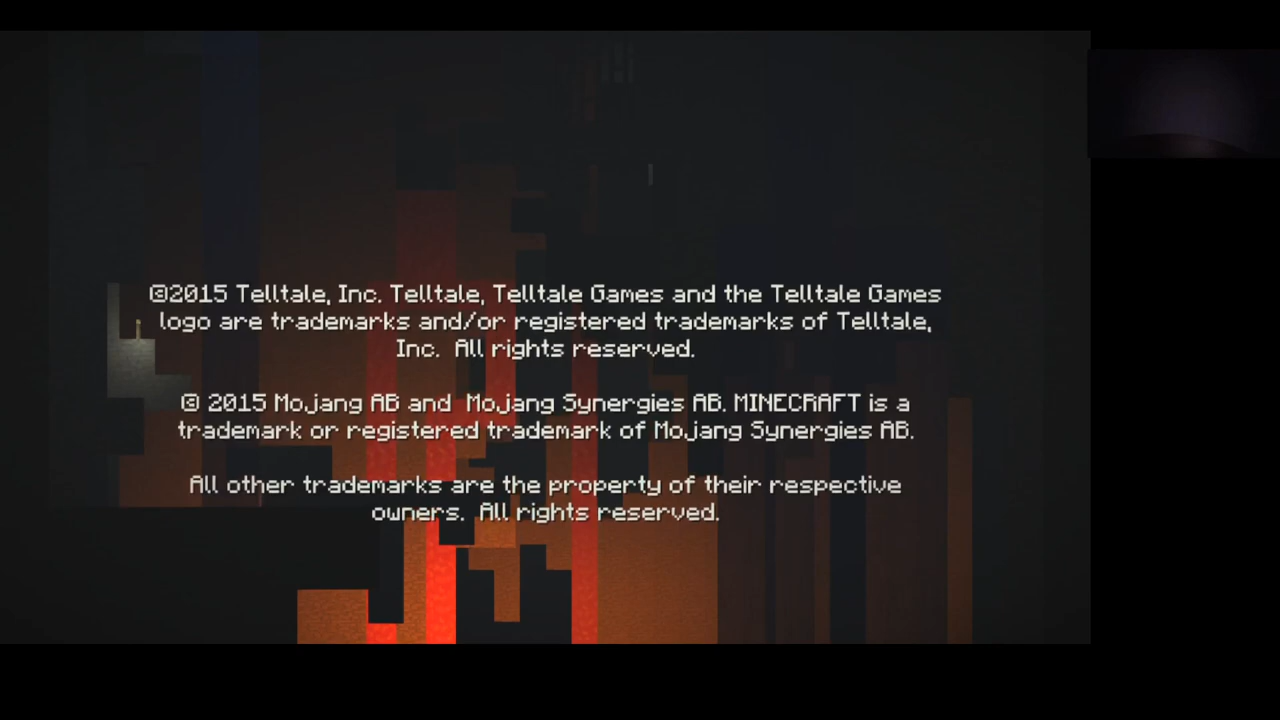 ©2015 Telltale, Inc. Telltale, Telltale Games and the Telltale Games
logo are trademarks and/or registered trademarks of Telltale,
Inc. All rights reserved.
© 2015 Mojang AB and Mojang Synergies AB. MINECRAFT is a
trademark or registered trademark of Mojang Synergies AB.
All other trademarks are the property of their respective
owners. All rights reserved.